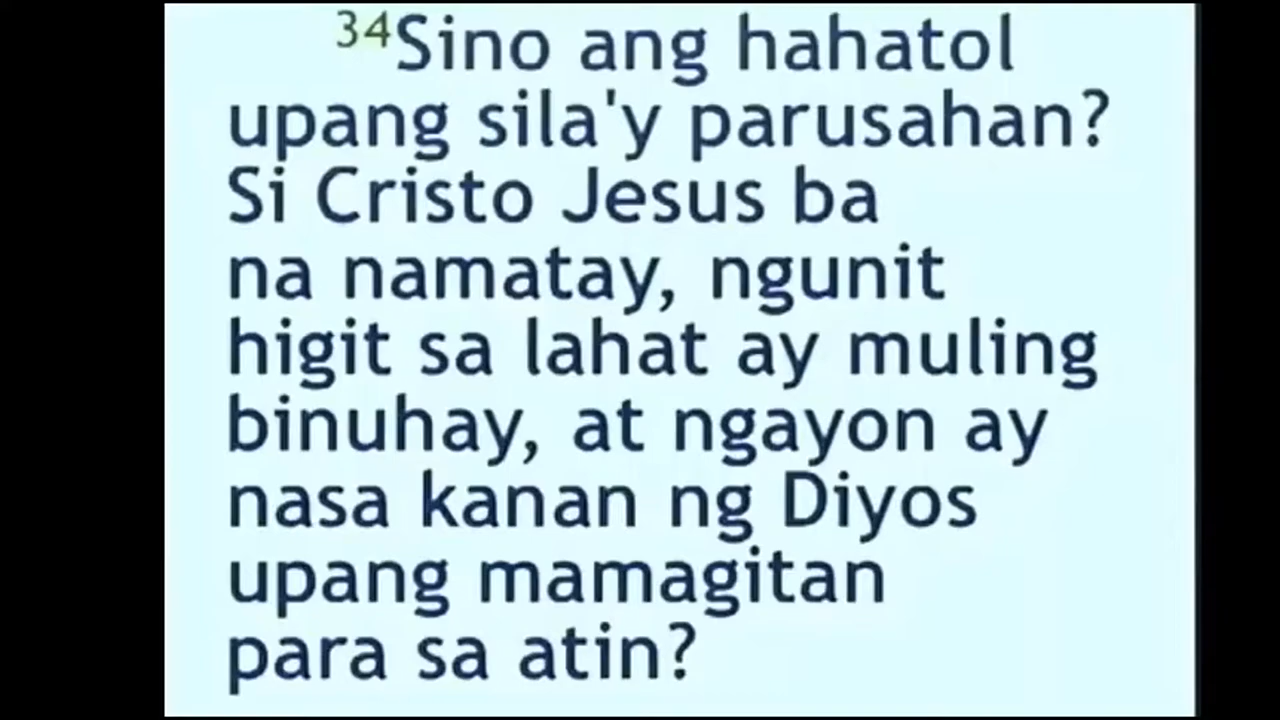 34Sino ang hahatol
upang sila'y parusahan?
Si Cristo Jesus ba
na namatay, ngunit
higit sa lahat ay muling
binuhay, at ngayon ay
nasa kanan ng Diyos
upang mamagitan
para sa atin?